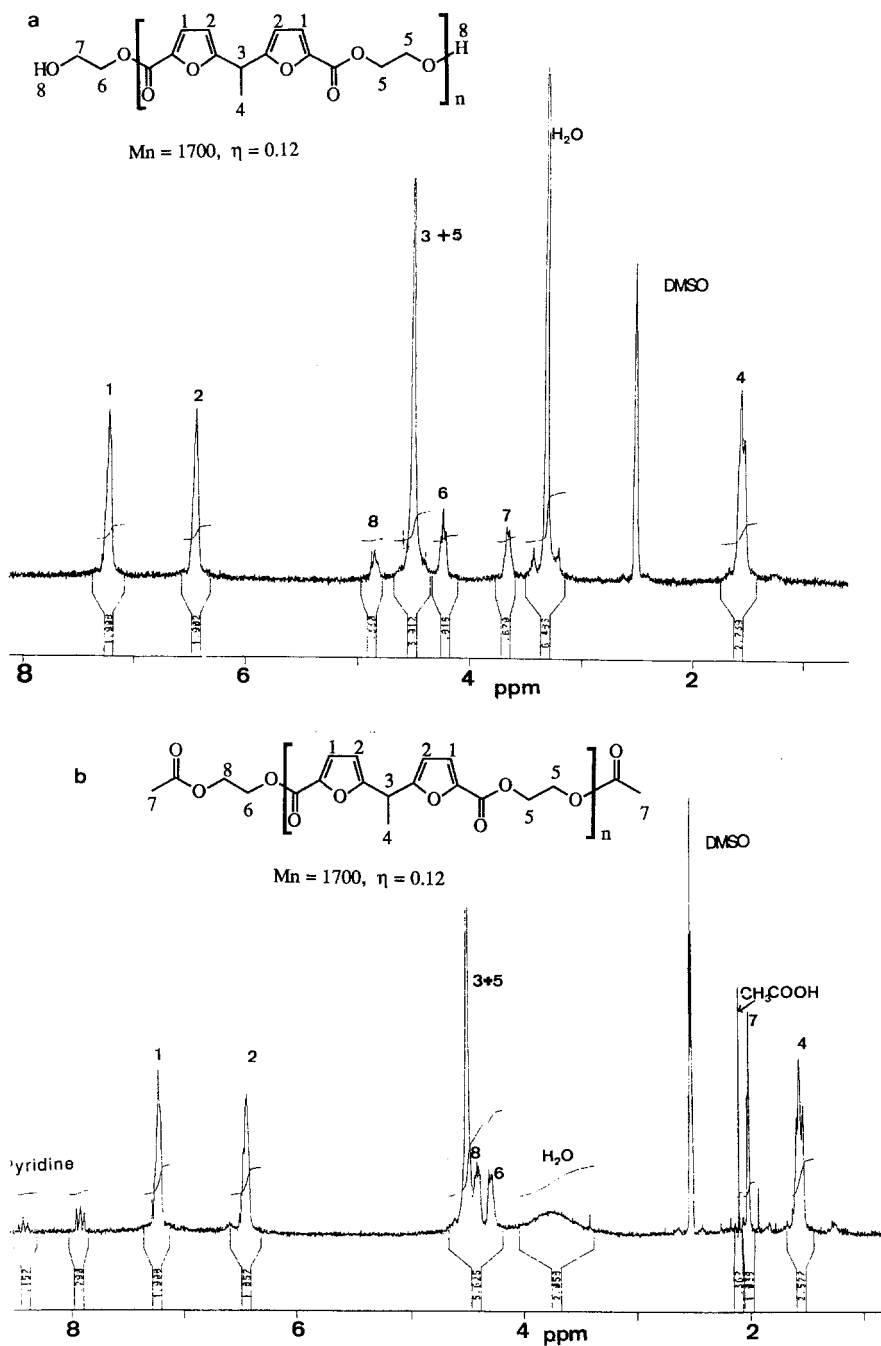 a
1 2 2 1
7 3 5 8
HO O O O O O O H
8 6 O 4 O 5 n
Mn = 1700, η = 0.12
H₂O
3 + 5
DMSO
1
2
4
6
8
7
8 6 4 2
ppm
b
O 1 2 2 1 O
8 3 5
O O O O O O
7 6 O 4 O 5 7
n
Mn = 1700, η = 0.12
DMSO
3+5
CH₃COOH
7
1
2
4
8
6
H₂O
Pyridine
8 6 4 2
ppm